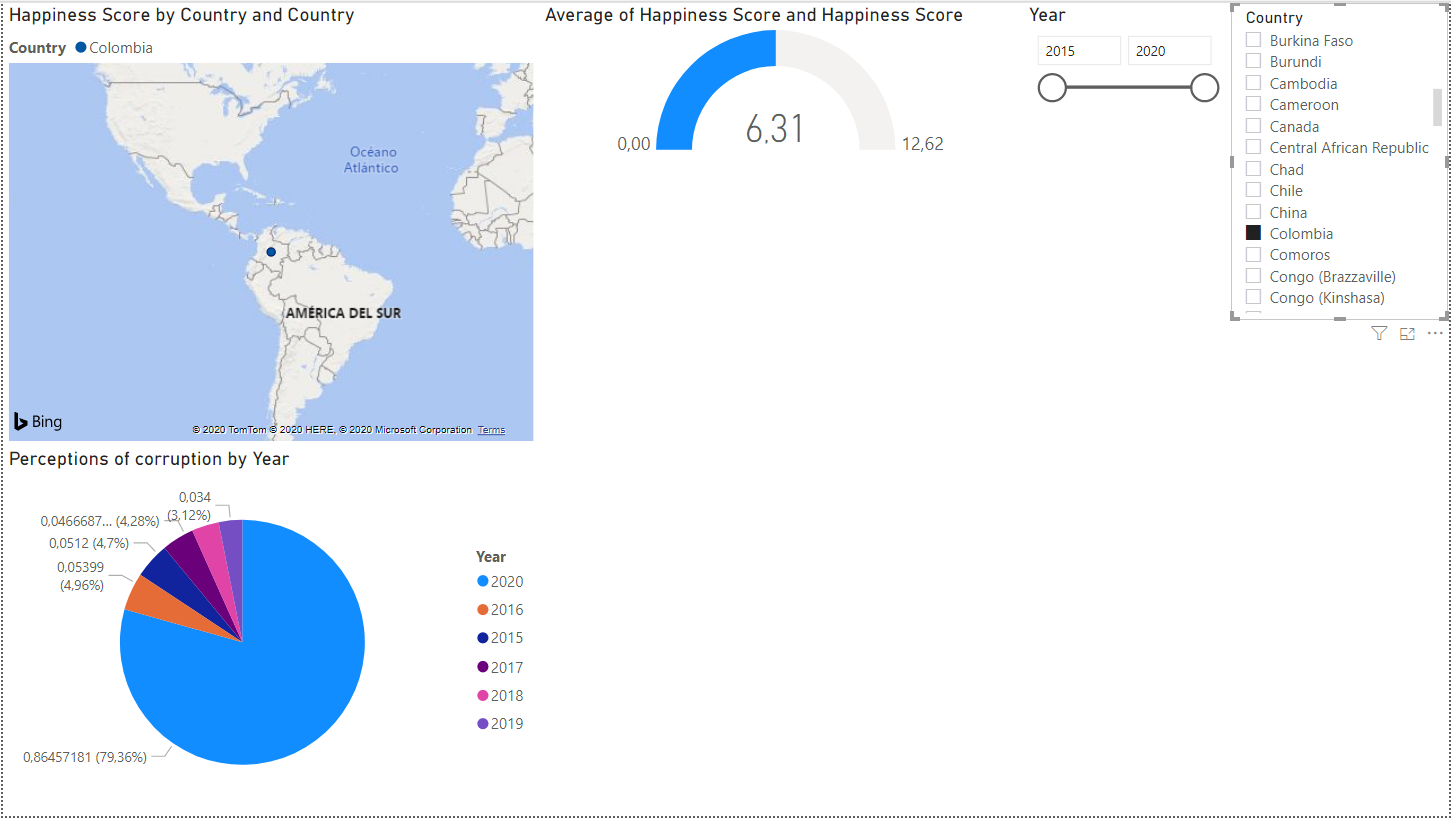 Happiness Score by Country and Country
Country Colombia
Océano
Atlántico
AMÉRICA DEL SUR
Bing
© 2020 TomTom © 2020 HERE, © 2020 Microsoft Corporation Terms
Average of Happiness Score and Happiness Score
6,31
0,00
12,62
Year
2015
2020
Country
Burkina Faso
Burundi
Cambodia
Cameroon
Canada
Central African Republic
Chad
Chile
China
Colombia
Comoros
Congo (Brazzaville)
Congo (Kinshasa)
Perceptions of corruption by Year
0,034
(3,12%)
0,0466687... (4,28%)
0,0512 (4,7%)
0,05399
(4,96%)
0,86457181 (79,36%)
Year
2020
2016
2015
2017
2018
2019